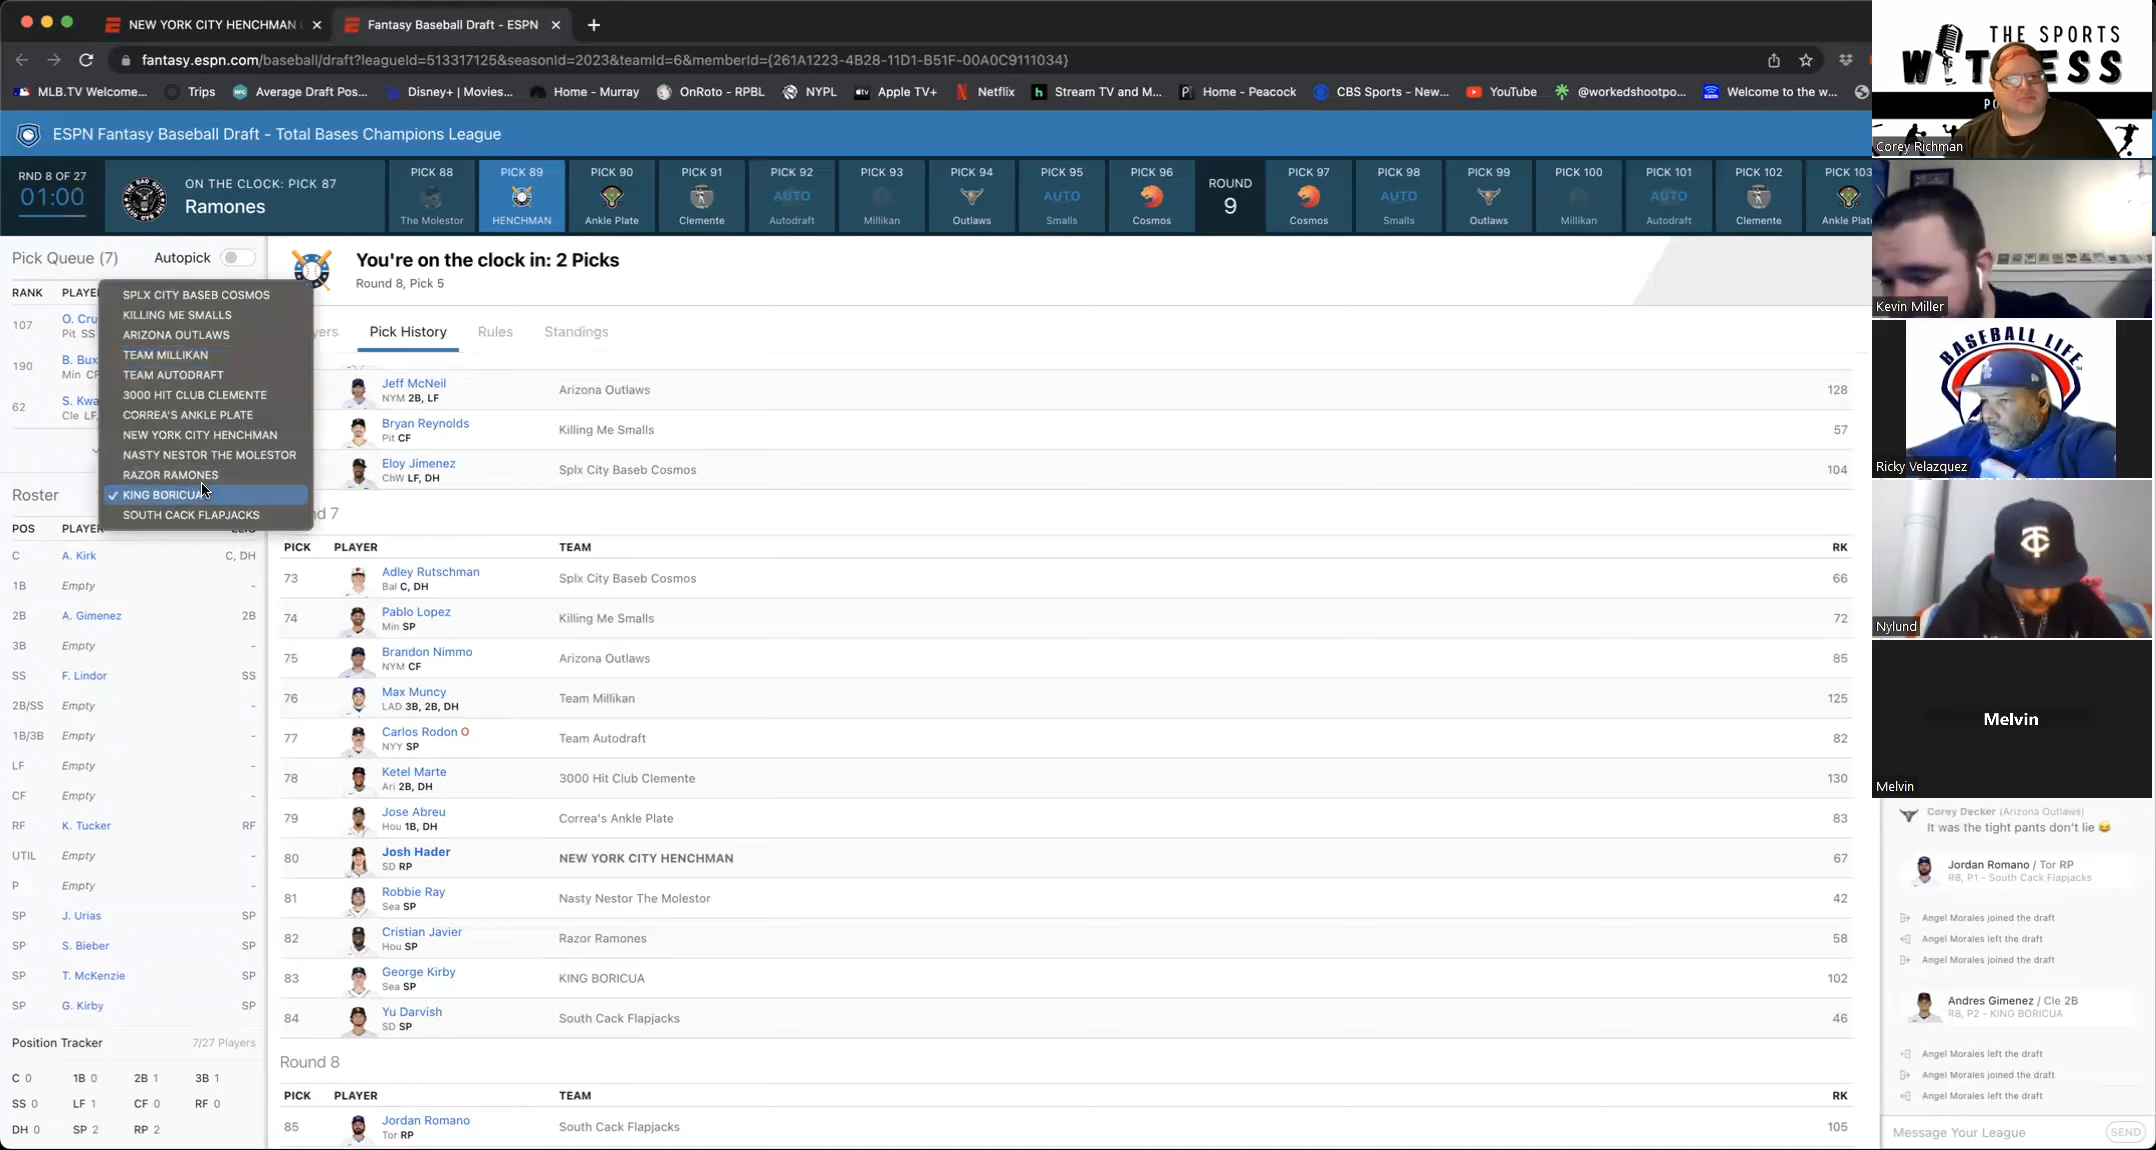 NEW YORK CITY HENCHMAN
Fantasy Baseball Draft - ESPN
fantasy.espn.com/baseball/draft?leagueId=513317125&seasonId=2023&teamId=6&memberId={261A1223-4B28-11D1-B51F-00A0C9111034}
MLB.TV Welcome... Trips Average Draft Pos... Disney+ | Movies... Home - Murray OnRoto - RPBL NYPL Apple TV+ Netflix Stream TV and M... Home - Peacock CBS Sports - New... YouTube @workedshootpo... Welcome to the w...
ESPN Fantasy Baseball Draft - Total Bases Champions League
RND 8 OF 27
01:00
ON THE CLOCK: PICK 87
Ramones
PICK 88 PICK 89 PICK 90 PICK 91 PICK 92 PICK 93 PICK 94 PICK 95 PICK 96 ROUND 9 PICK 97 PICK 98 PICK 99 PICK 100 PICK 101 PICK 102 PICK 103
AUTO AUTO AUTO AUTO
The Molestor HENCHMAN Ankle Plate Clemente Autodraft Millikan Outlaws Smalls Cosmos Cosmos Smalls Outlaws Millikan Autodraft Clemente Ankle Plat
Pick Queue (7) Autopick
RANK PLAYE
107 O. Cru
Pit SS
190 B. Bux
Min CF
62 S. Kwa
Cle LF,
SPLX CITY BASEB COSMOS
KILLING ME SMALLS
ARIZONA OUTLAWS
TEAM MILLIKAN
TEAM AUTODRAFT
3000 HIT CLUB CLEMENTE
CORREA'S ANKLE PLATE
NEW YORK CITY HENCHMAN
NASTY NESTOR THE MOLESTOR
RAZOR RAMONES
✓ KING BORICUA
SOUTH CACK FLAPJACKS
Roster
POS PLAYER
C A. Kirk C, DH
1B Empty -
2B A. Gimenez 2B
3B Empty -
SS F. Lindor SS
2B/SS Empty -
1B/3B Empty -
LF Empty -
CF Empty -
RF K. Tucker RF
UTIL Empty -
P Empty -
SP J. Urias SP
SP S. Bieber SP
SP T. McKenzie SP
SP G. Kirby SP
Position Tracker 7/27 Players
C 0 1B 0 2B 1 3B 1
SS 0 LF 1 CF 0 RF 0
DH 0 SP 2 RP 2
You're on the clock in: 2 Picks
Round 8, Pick 5
yers Pick History Rules Standings
Jeff McNeil
NYM 2B, LF
Arizona Outlaws 128
Bryan Reynolds
Pit CF
Killing Me Smalls 57
Eloy Jimenez
ChW LF, DH
Splx City Baseb Cosmos 104
nd 7
PICK PLAYER TEAM RK
73 Adley Rutschman
Bal C, DH
Splx City Baseb Cosmos 66
74 Pablo Lopez
Min SP
Killing Me Smalls 72
75 Brandon Nimmo
NYM CF
Arizona Outlaws 85
76 Max Muncy
LAD 3B, 2B, DH
Team Millikan 125
77 Carlos Rodon O
NYY SP
Team Autodraft 82
78 Ketel Marte
Ari 2B, DH
3000 Hit Club Clemente 130
79 Jose Abreu
Hou 1B, DH
Correa's Ankle Plate 83
80 Josh Hader
SD RP
NEW YORK CITY HENCHMAN 67
81 Robbie Ray
Sea SP
Nasty Nestor The Molestor 42
82 Cristian Javier
Hou SP
Razor Ramones 58
83 George Kirby
Sea SP
KING BORICUA 102
84 Yu Darvish
SD SP
South Cack Flapjacks 46
Round 8
PICK PLAYER TEAM RK
85 Jordan Romano
Tor RP
South Cack Flapjacks 105
THE SPORTS
WITNESS
Corey Richman
Kevin Miller
BASEBALL LIFE
Ricky Velazquez
TC
Nylund
Melvin
Melvin
Corey Decker (Arizona Outlaws)
It was the tight pants don't lie 😂
Jordan Romano / Tor RP
R8, P1 - South Cack Flapjacks
Angel Morales joined the draft
Angel Morales left the draft
Angel Morales joined the draft
Andres Gimenez / Cle 2B
R8, P2 - KING BORICUA
Angel Morales left the draft
Angel Morales joined the draft
Angel Morales left the draft
Message Your League SEND